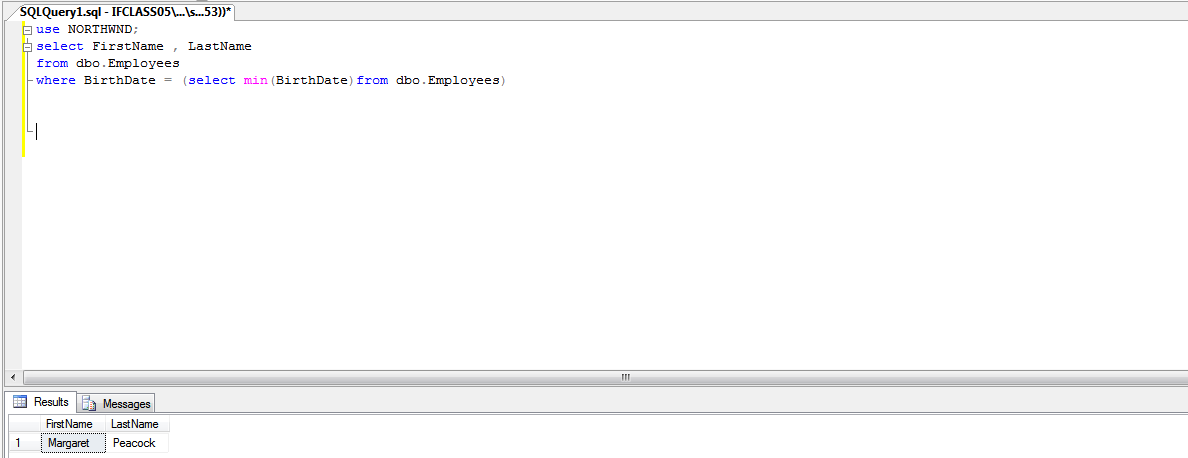 SQLQuery1.sql - IFCLASS05\...\s...53))*
use NORTHWND;
select FirstName , LastName
from dbo.Employees
where BirthDate = (select min(BirthDate)from dbo.Employees)
Results Messages
FirstName LastName
1 Margaret Peacock